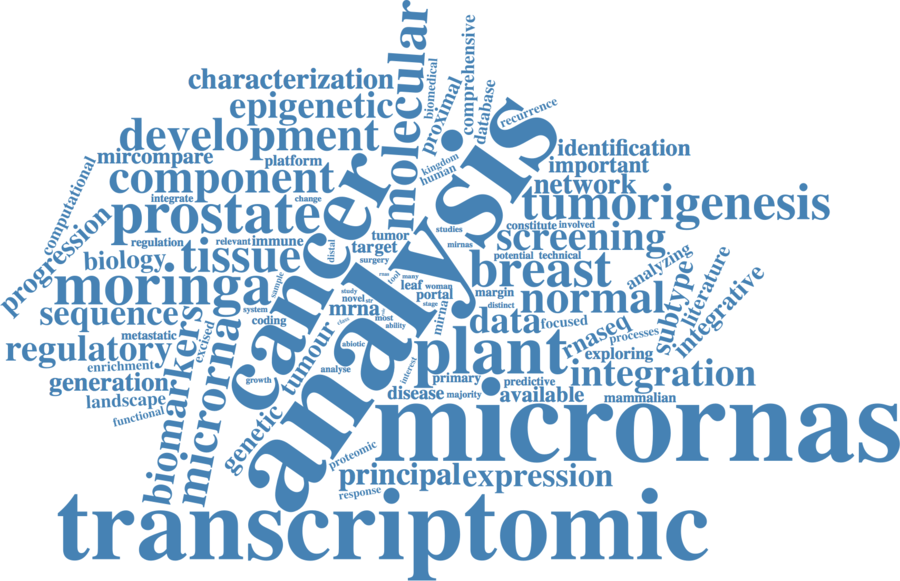 molecular
comprehensive
biomedical
characterization
proximal
database
recurrence
epigenetic
development
analysis
identification
mircompare
platform
kingdom
human
important
computational
component
cancer
network
integrate
change
tumorigenesis
prostate
progression
regulation
relevant
immune
distal
tumor
target
studies
constitute
involved
mirnas
screening
biology
tissue
surgery
potential
technical
analyzing
literature
moringa
sample
rnas
tool
many
leaf
woman
breast
subtype
integrative
study
novel
portal
stage
margin
normal
distinct
sequence
system
coding
mrna
most
ability
mirna
data
focused
rnaseq
processes
metastatic
excised
class
regulatory
biomarkers
microrna
tumour
abiotic
plant
exploring
enrichment
generation
growth
analyse
interest
primary
predictive
integration
landscape
disease
majority
available
mammalian
functional
genetic
micrornas
proteomic
principal
expression
response
transcriptomic